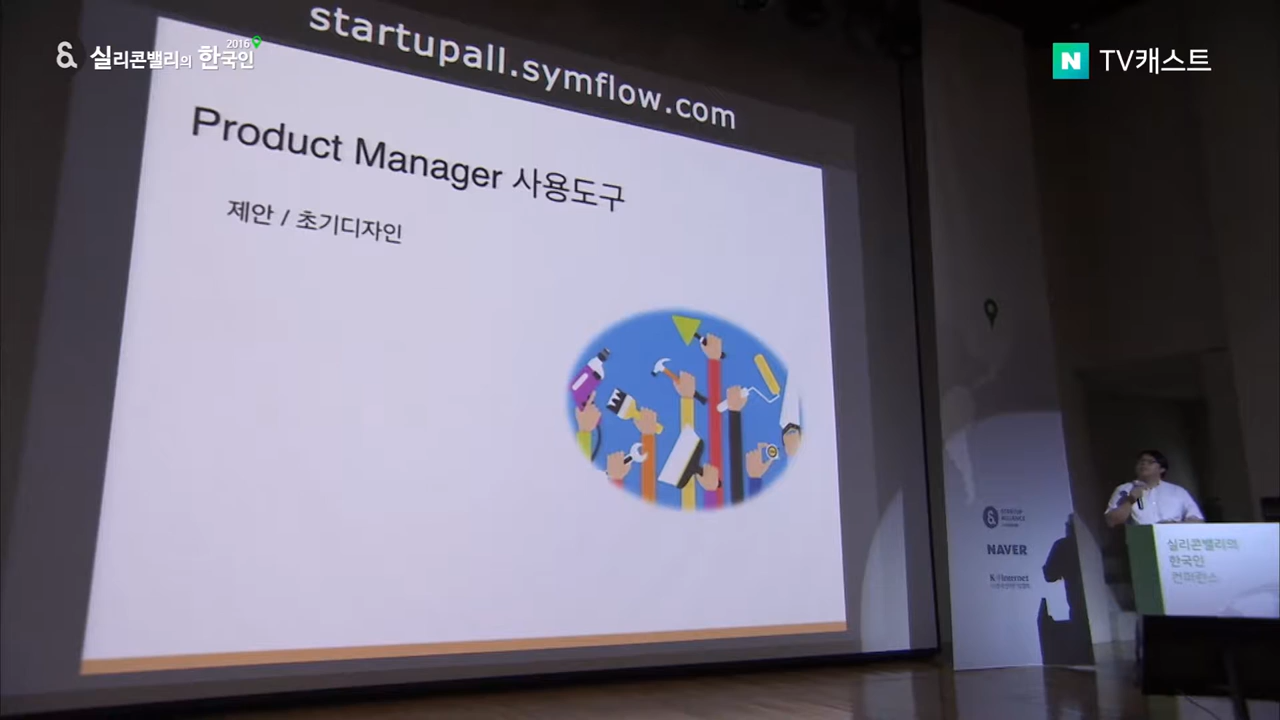 startupall.symflow.com
2016
실리콘밸리의 한국인
N TV캐스트
Product Manager 사용도구
제안 / 초기디자인
STARTUP
ALLIANCE
NAVER
실리콘밸리의
한국인
컨퍼런스